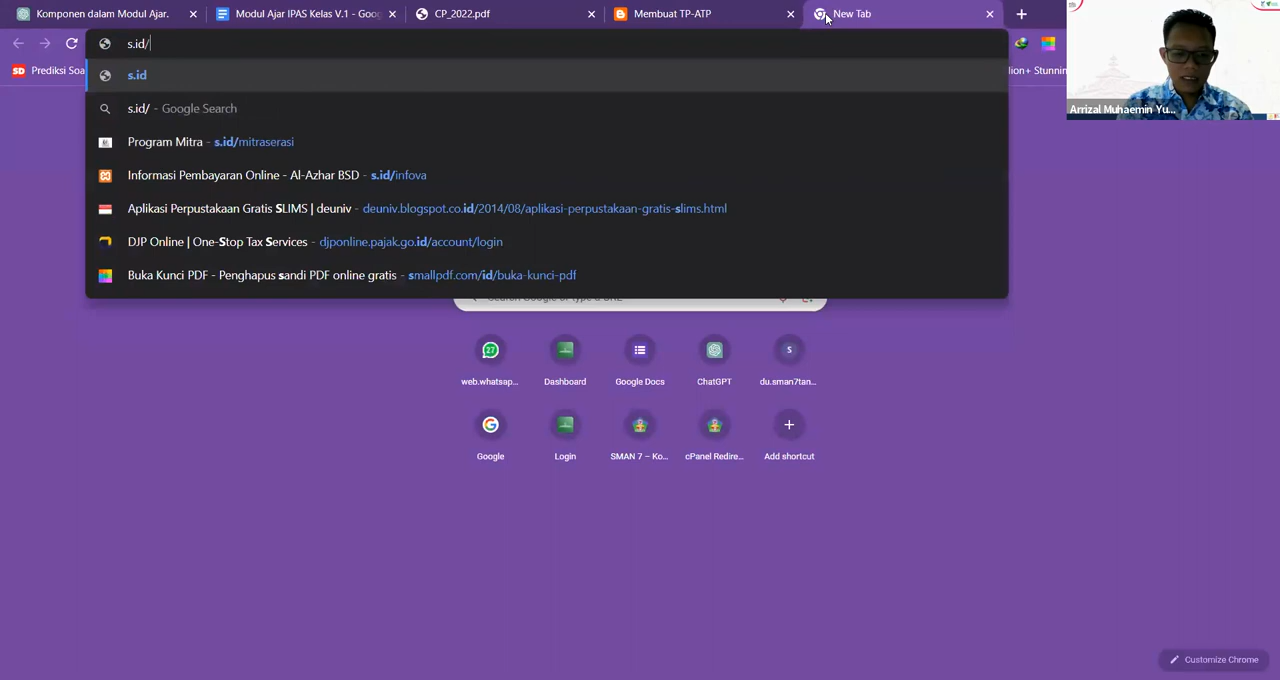 Komponen dalam Modul Ajar.
Modul Ajar IPAS Kelas V.1 - Goo
CP_2022.pdf
Membuat TP-ATP
New Tab
s.id/
SD Prediksi Soa
lion+ Stunnin
s.id
s.id/ - Google Search
Program Mitra - s.id/mitraserasi
Informasi Pembayaran Online - Al-Azhar BSD - s.id/infova
Aplikasi Perpustakaan Gratis SLIMS | deuniv - deuniv.blogspot.co.id/2014/08/aplikasi-perpustakaan-gratis-slims.html
DJP Online | One-Stop Tax Services - djponline.pajak.go.id/account/login
Buka Kunci PDF - Penghapus sandi PDF online gratis - smallpdf.com/id/buka-kunci-pdf
Arrizal Muhaemin Yu...
27
S
web.whatsap...
Dashboard
Google Docs
ChatGPT
du.sman7tan...
Google
Login
SMAN 7 – Ko...
cPanel Redire...
Add shortcut
Customize Chrome